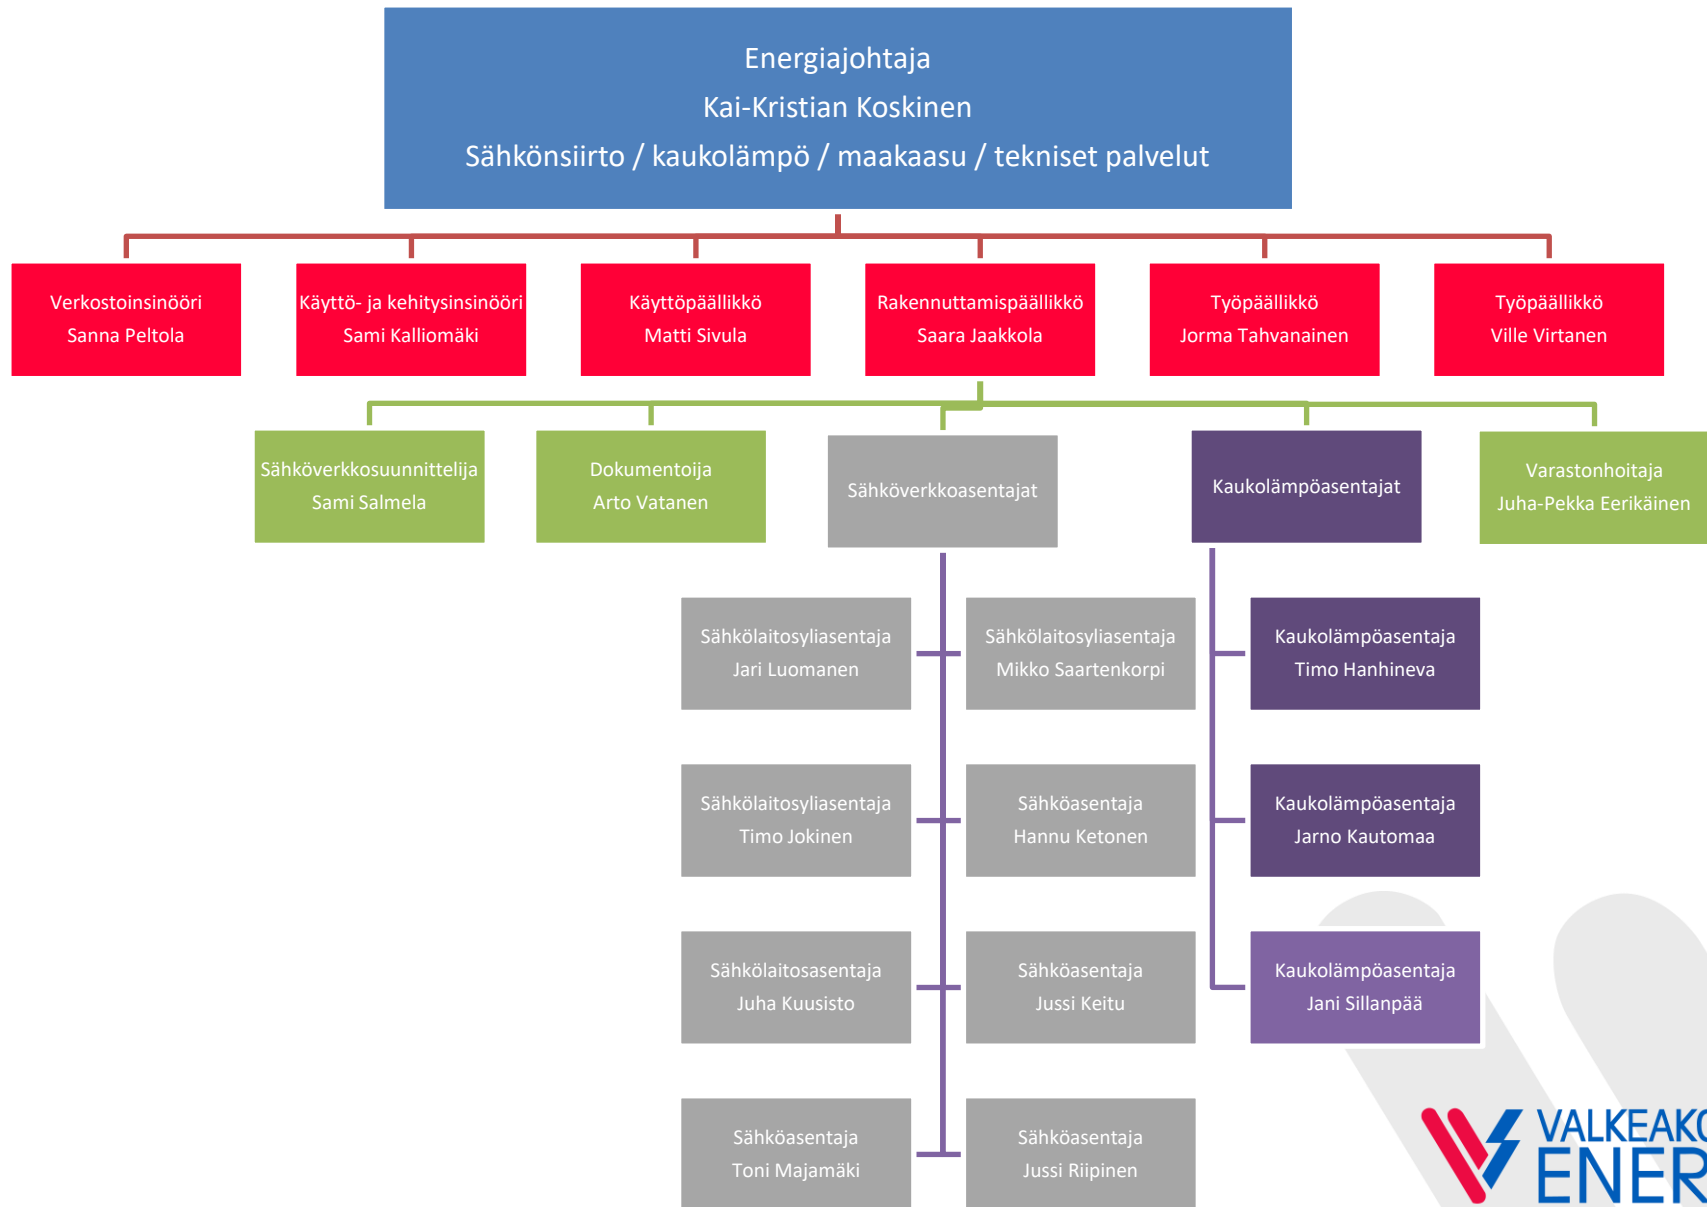 Energiajohtaja
Kai-Kristian Koskinen
Sähkönsiirto / kaukolämpö / maakaasu / tekniset palvelut
Verkostoinsinööri
Sanna Peltola
Käyttö- ja kehitysinsinööri
Sami Kalliomäki
Käyttöpäällikkö
Matti Sivula
Rakennuttamispäällikkö
Saara Jaakkola
Työpäällikkö
Jorma Tahvanainen
Työpäällikkö
Ville Virtanen
Sähköverkkosuunnittelija
Sami Salmela
Dokumentoija
Arto Vatanen
Sähköverkkoasentajat
Kaukolämpöasentajat
Varastonhoitaja
Juha-Pekka Eerikäinen
Sähkölaitosyliasentaja
Jari Luomanen
Sähkölaitosyliasentaja
Mikko Saartenkorpi
Kaukolämpöasentaja
Timo Hanhineva
Sähkölaitosyliasentaja
Timo Jokinen
Sähköasentaja
Hannu Ketonen
Kaukolämpöasentaja
Jarno Kautomaa
Sähkölaitosasentaja
Juha Kuusisto
Sähköasentaja
Jussi Keitu
Kaukolämpöasentaja
Jani Sillanpää
Sähköasentaja
Toni Majamäki
Sähköasentaja
Jussi Riipinen
VALKEAKO
ENER